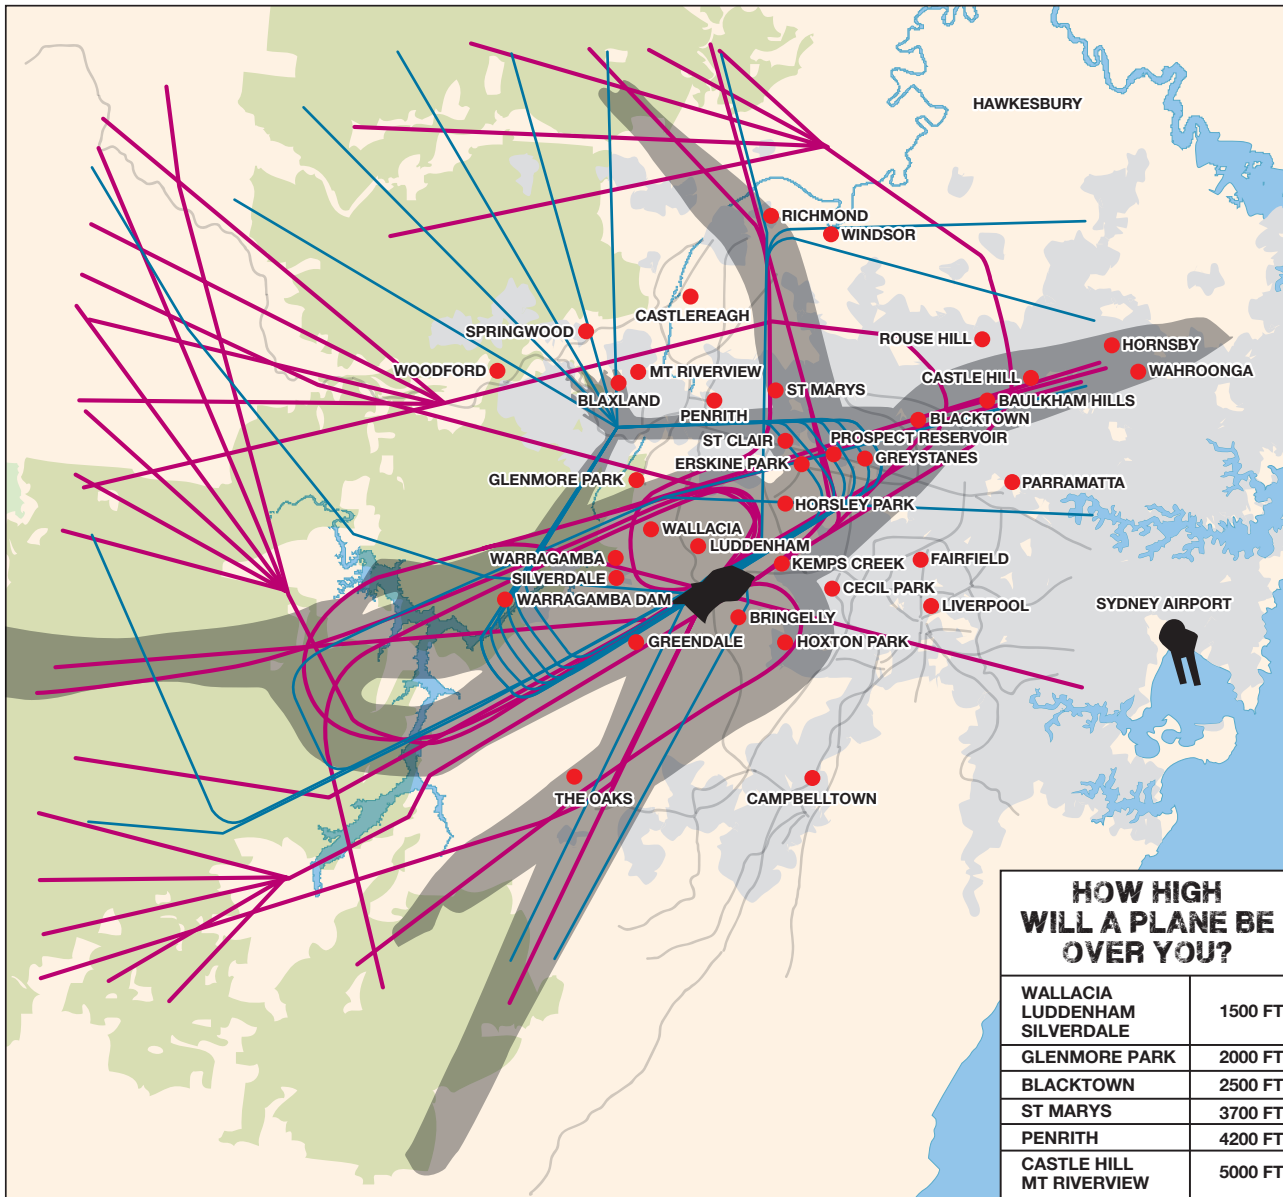 HAWKESBURY
RICHMOND
WINDSOR
CASTLEREAGH
SPRINGWOOD
ROUSE HILL
HORNSBY
WOODFORD
MT RIVERVIEW
CASTLE HILL
WAHROONGA
BLAXLAND
ST MARYS
BAULKHAM HILLS
PENRITH
BLACKTOWN
ST CLAIR
PROSPECT RESERVOIR
ERSKINE PARK
GREYSTANES
GLENMORE PARK
PARRAMATTA
HORSLEY PARK
WALLACIA
LUDDENHAM
WARRAGAMBA
KEMPS CREEK
FAIRFIELD
SILVERDALE
CECIL PARK
WARRAGAMBA DAM
LIVERPOOL
SYDNEY AIRPORT
BRINGELLY
GREENDALE
HOXTON PARK
THE OAKS
CAMPBELLTOWN
HOW HIGH
WILL A PLANE BE
OVER YOU?
WALLACIA
LUDDENHAM
SILVERDALE
1500 FT
GLENMORE PARK 2000 FT
BLACKTOWN 2500 FT
ST MARYS 3700 FT
PENRITH 4200 FT
CASTLE HILL
MT RIVERVIEW
5000 FT